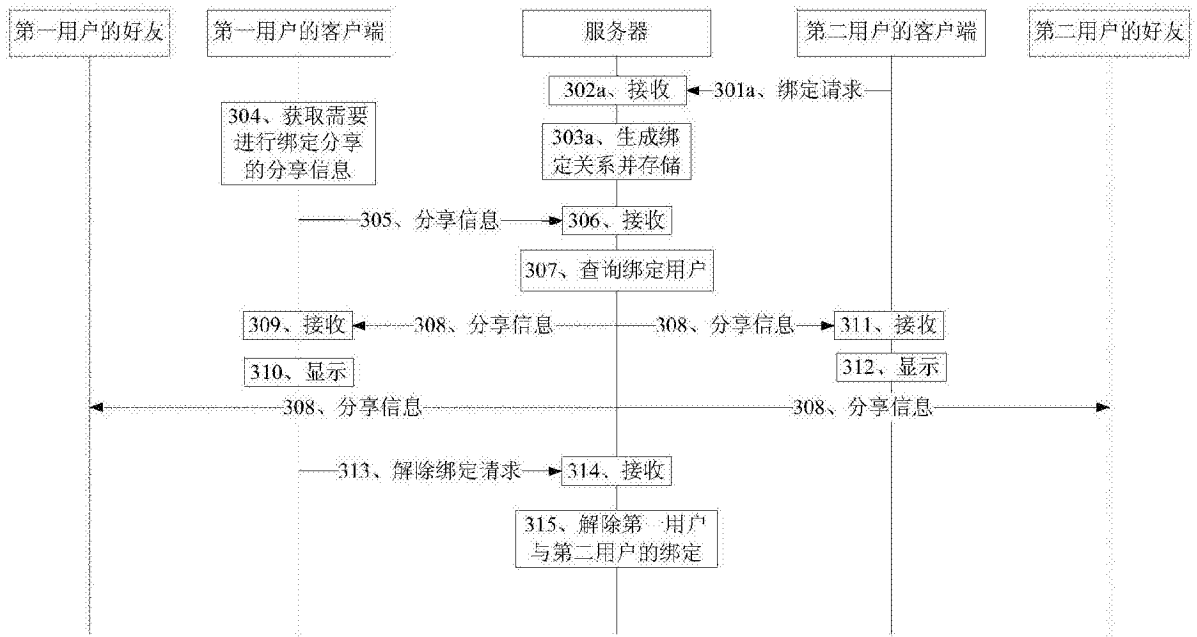 第一用户的好友
第一用户的客户端
服务器
第二用户的客户端
第二用户的好友
302a、接收
301a、绑定请求
304、获取需要
进行绑定分享
的分享信息
303a、生成绑
定关系并存储
305、分享信息
306、接收
307、查询绑定用户
309、接收
308、分享信息
308、分享信息
311、接收
310、显示
312、显示
308、分享信息
308、分享信息
313、解除绑定请求
314、接收
315、解除第一用户
与第二用户的绑定